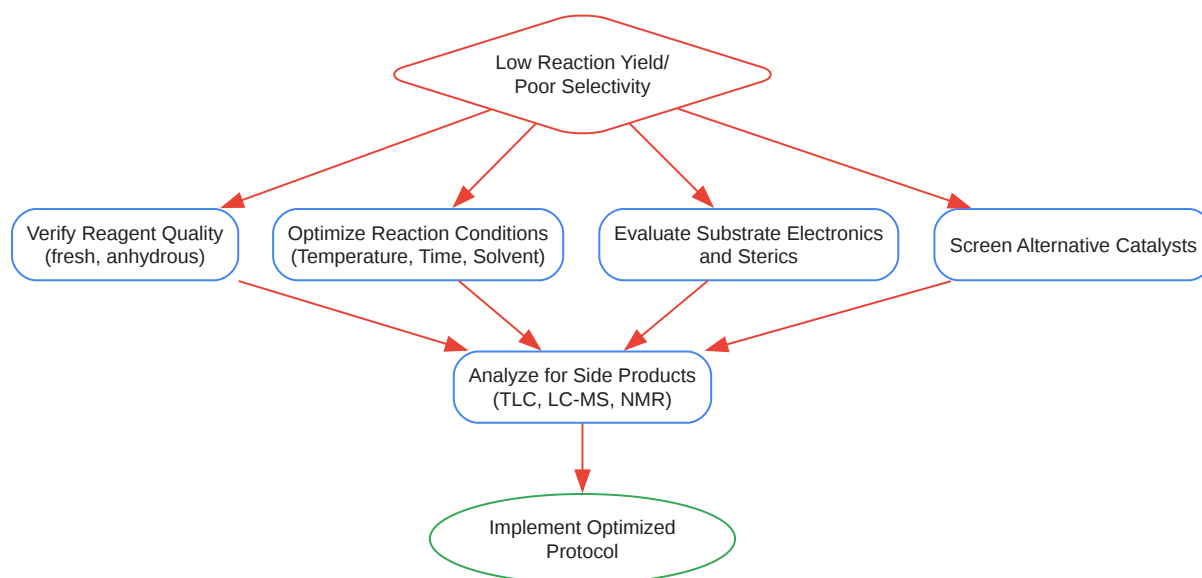 Low Reaction Yield/
Poor Selectivity
Verify Reagent Quality
(fresh, anhydrous)
Optimize Reaction Conditions
(Temperature, Time, Solvent)
Evaluate Substrate Electronics
and Sterics
Screen Alternative Catalysts
Analyze for Side Products
(TLC, LC-MS, NMR)
Implement Optimized
Protocol